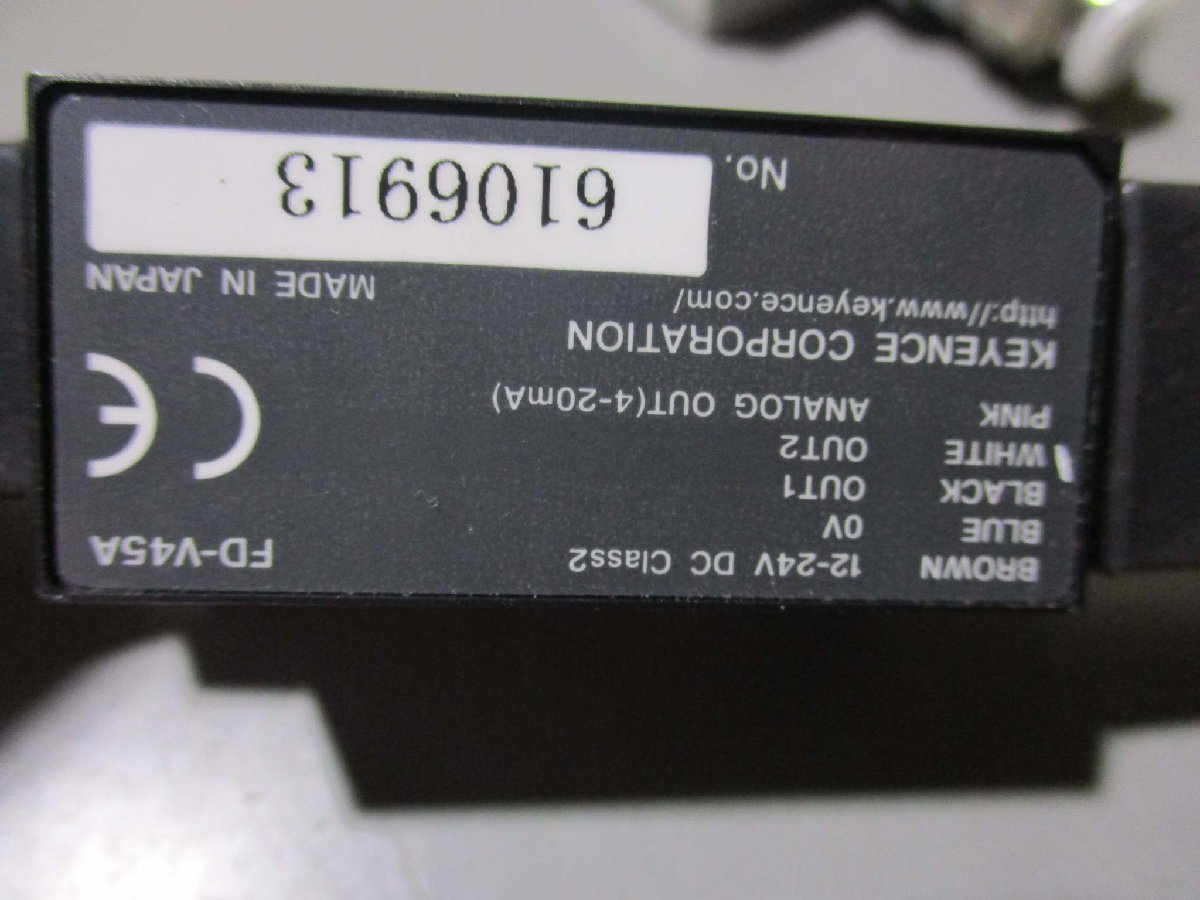 BROWN 12-24V DC Class2 FD-V45A
BLUE 0V
BLACK OUT1
WHITE OUT2
PINK ANALOG OUT(4-20mA)
CE
KEYENCE CORPORATION
http://www.keyence.com/ MADE IN JAPAN
No. 6106913